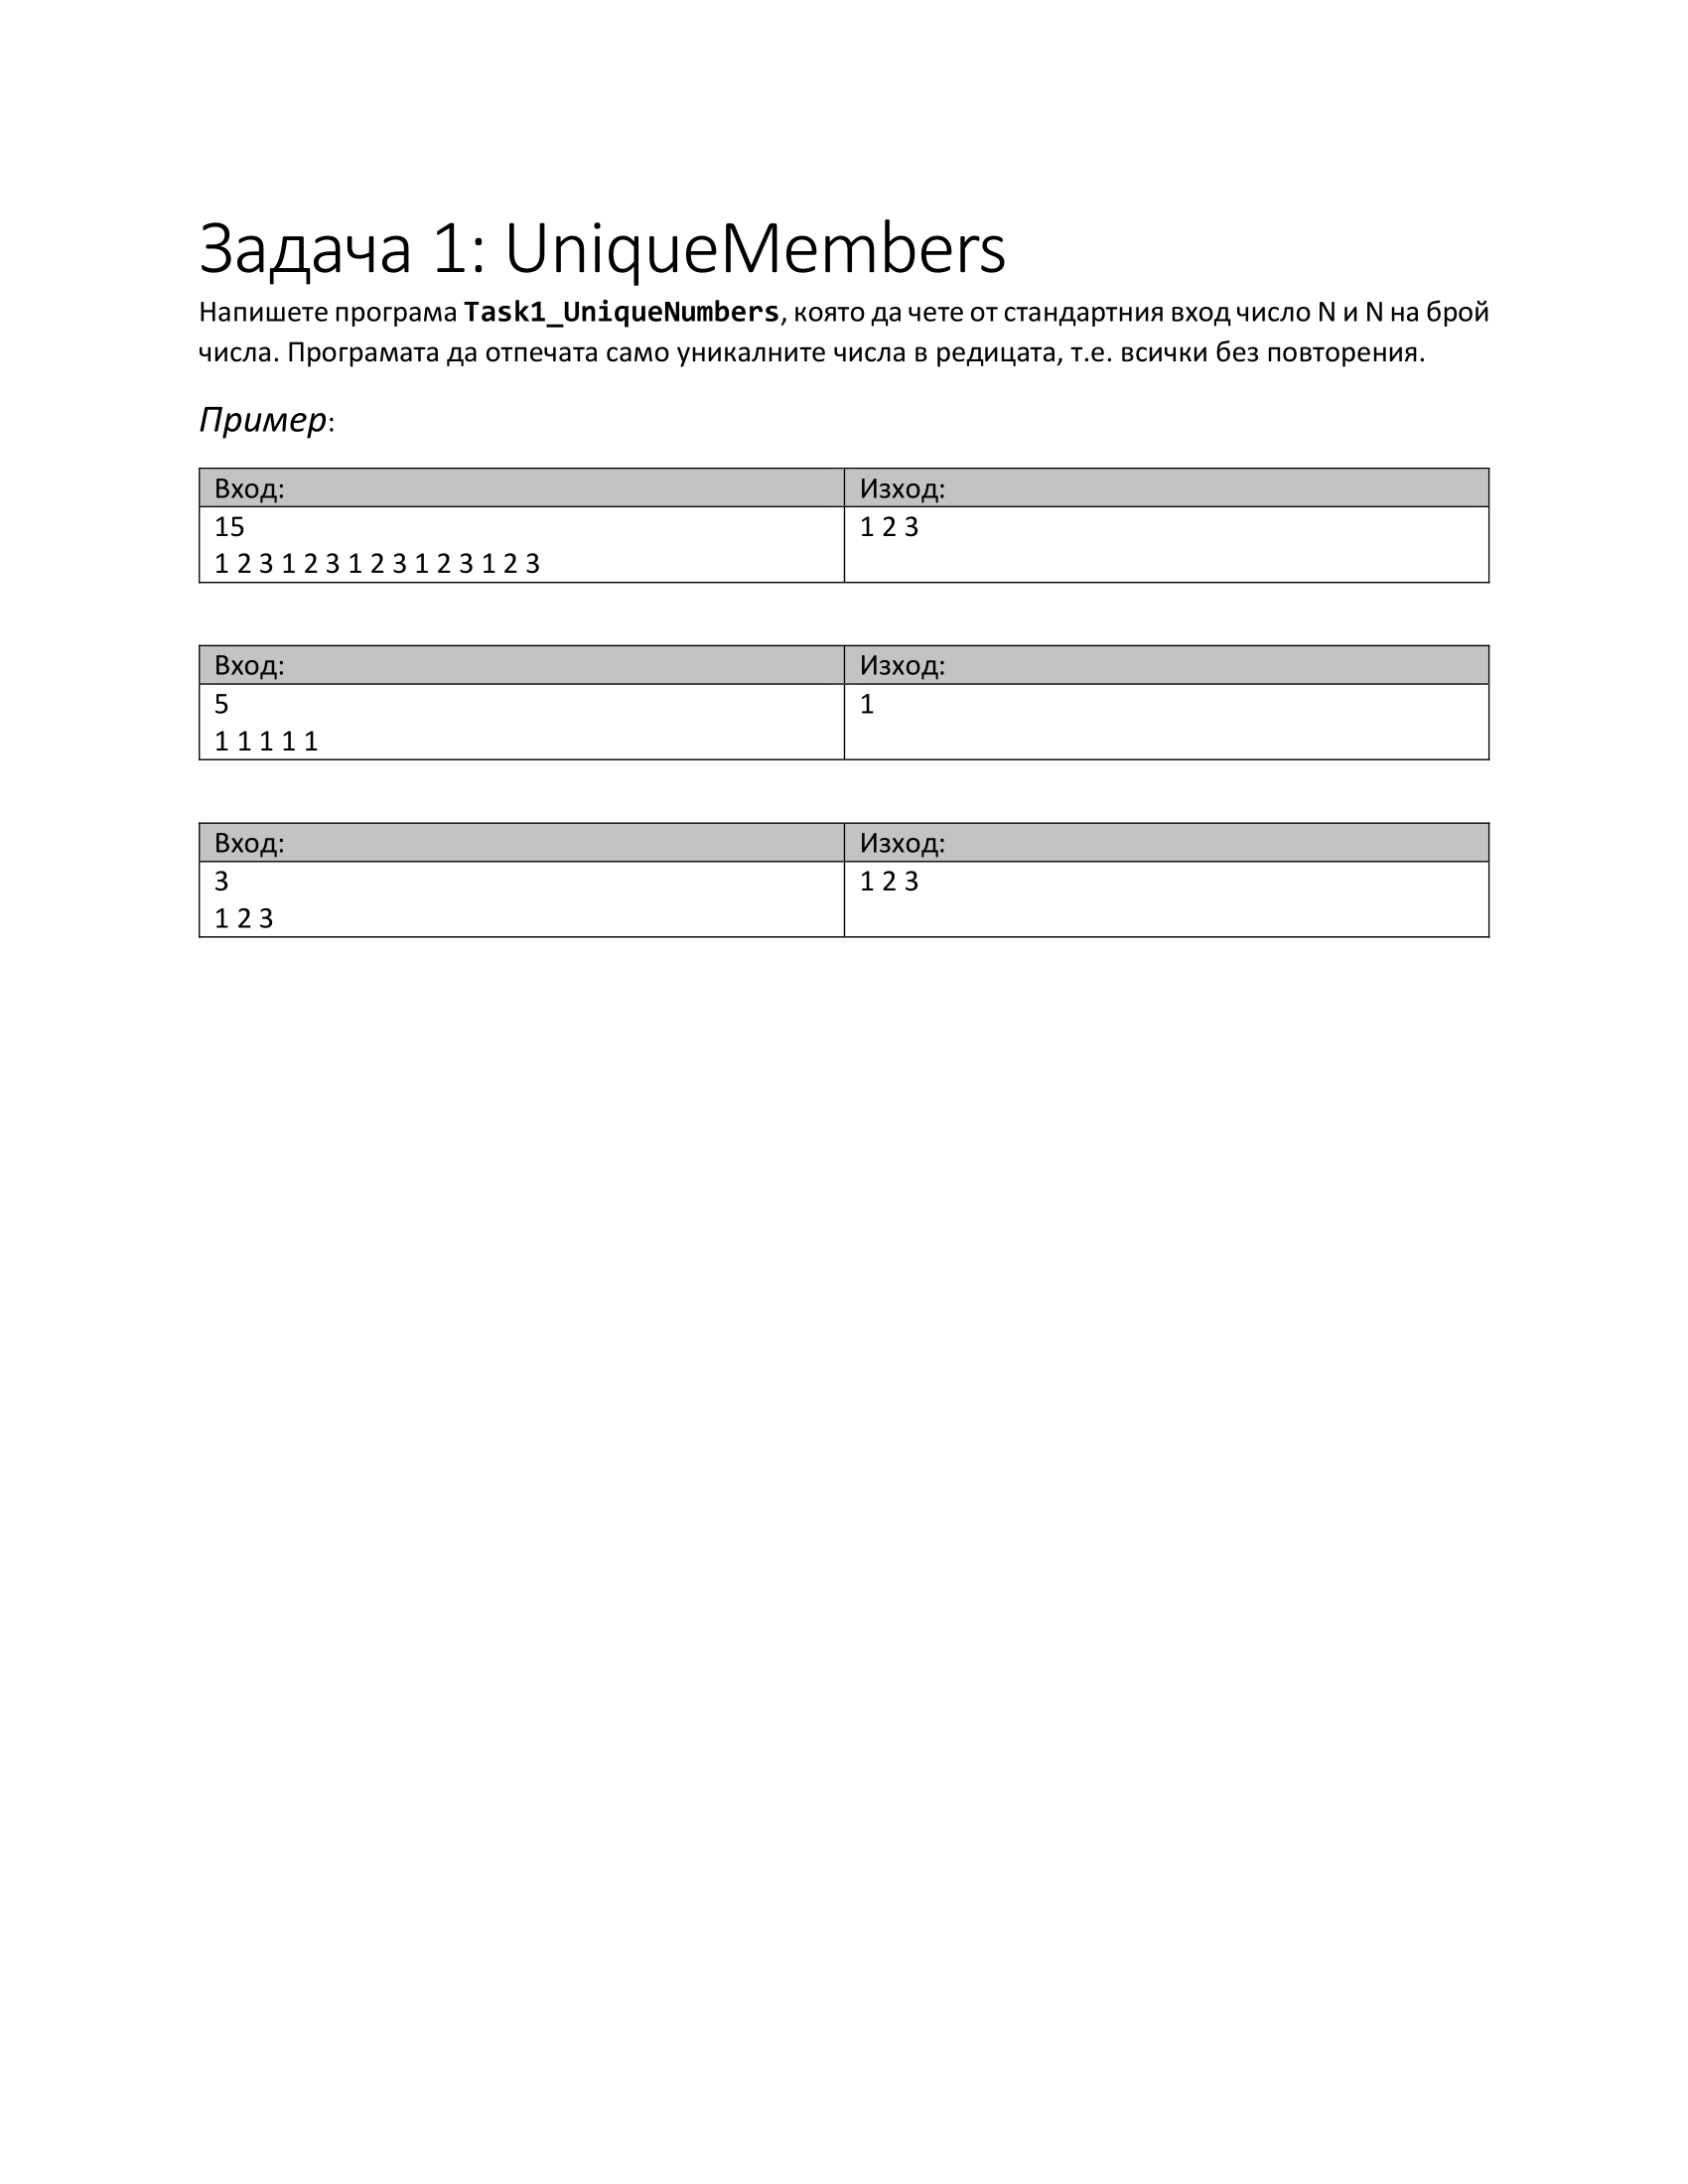 Задача 1: UniqueMembers
Напишете програма Task1_UniqueNumbers, която да чете от стандартния вход число N и N на брой
числа. Програмата да отпечата само уникалните числа в редицата, т.е. всички без повторения.
Пример:
Вход: Изход:
15 1 2 3
1 2 3 1 2 3 1 2 3 1 2 3 1 2 3
Вход: Изход:
5 1
1 1 1 1 1
Вход: Изход:
3 1 2 3
1 2 3